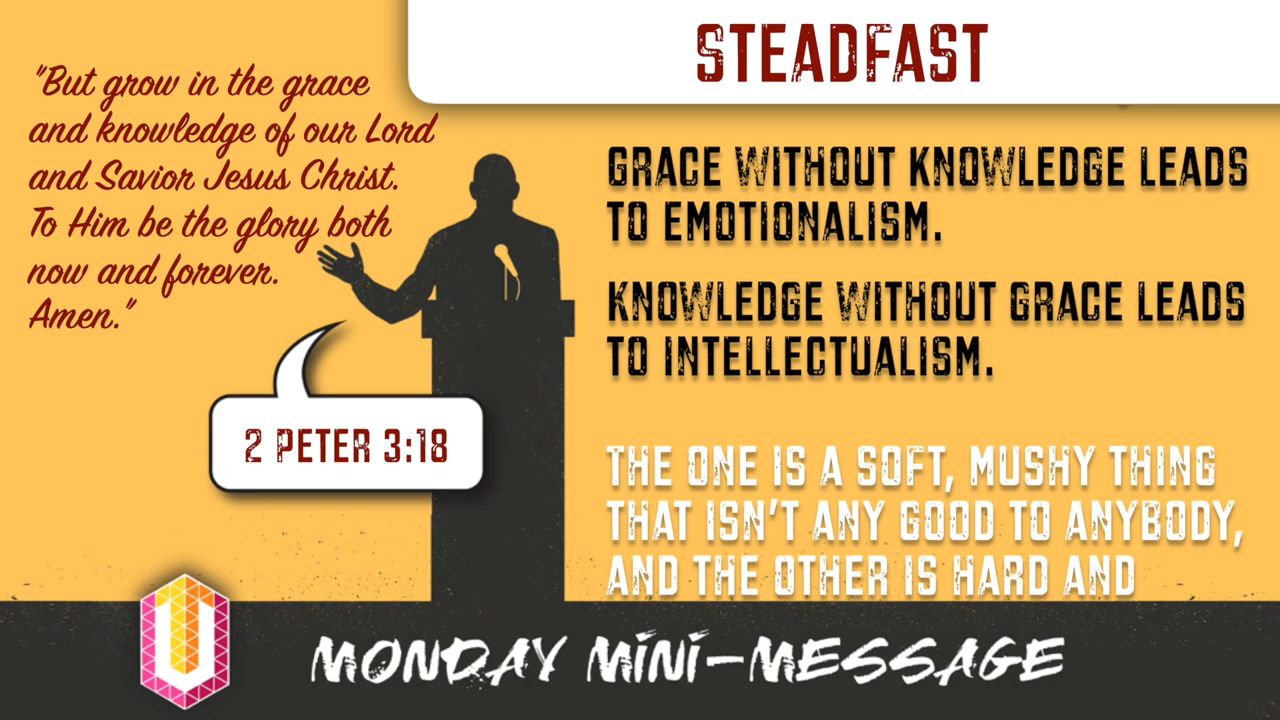 STEADFAST
"But grow in the grace
and knowledge of our Lord
and Savior Jesus Christ.
To Him be the glory both
now and forever.
Amen."
2 PETER 3:18
GRACE WITHOUT KNOWLEDGE LEADS
TO EMOTIONALISM.
KNOWLEDGE WITHOUT GRACE LEADS
TO INTELLECTUALISM.
THE ONE IS A SOFT, MUSHY THING
THAT ISN'T ANY GOOD TO ANYBODY,
AND THE OTHER IS HARD AND
U
MONDAY MINI-MESSAGE